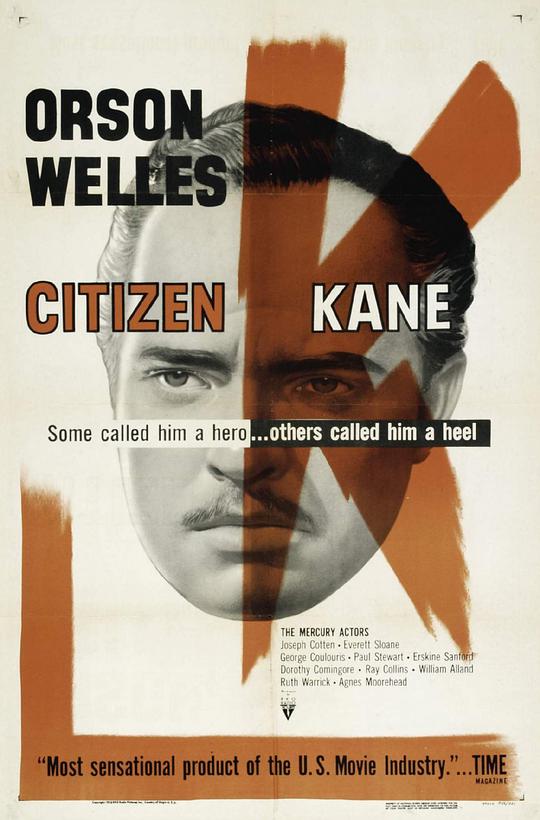 ORSON
WELLES
CITIZEN KANE
Some called him a hero...others called him a heel
THE MERCURY ACTORS
Joseph Cotten • Everett Sloane
George Coulouris • Paul Stewart • Erskine Sanford
Dorothy Comingore • Ray Collins • William Alland
Ruth Warrick • Agnes Moorehead
"Most sensational product of the U.S. Movie Industry."...TIME
MAGAZINE